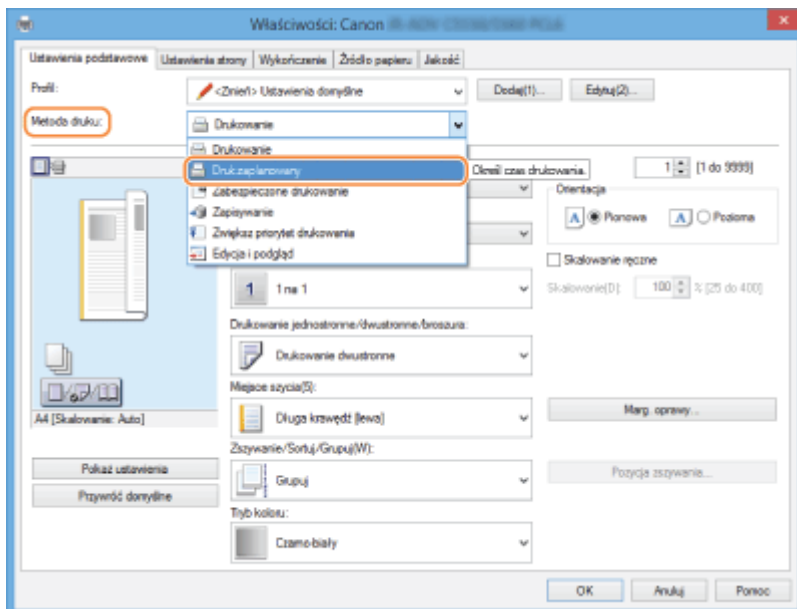 Właściwości: Canon
Ustawienia podstawowe Ustawienia strony Wykończenie Źródło papieru Jakość
Profil: <Zmień> Ustawienia domyślne Dodaj(1)... Edytuj(2)...
Metoda druku: Drukowanie
Drukowanie
Druk zaplanowany Określ czas drukowania. 1 [1 do 9999]
Zabezpieczone drukowanie Orientacja
Zapisywanie A Pionowa A Pozioma
Zwiększ priorytet drukowania
Edycja i podgląd Skalowanie ręczne
1 1 na 1 Skalowanie(D): 100 % [25 do 400]
Drukowanie jednostronne/dwustronne/broszura:
Drukowanie dwustronne
Miejsce szycia(S):
A4 [Skalowanie: Auto] Długa krawędź [lewa] Marg. oprawy...
Zszywanie/Sortuj/Grupuj(W):
Pokaż ustawienia Grupuj Pozycja zszywania...
Przywróć domyślne
Tryb koloru:
Czarno-biały
OK Anuluj Pomoc